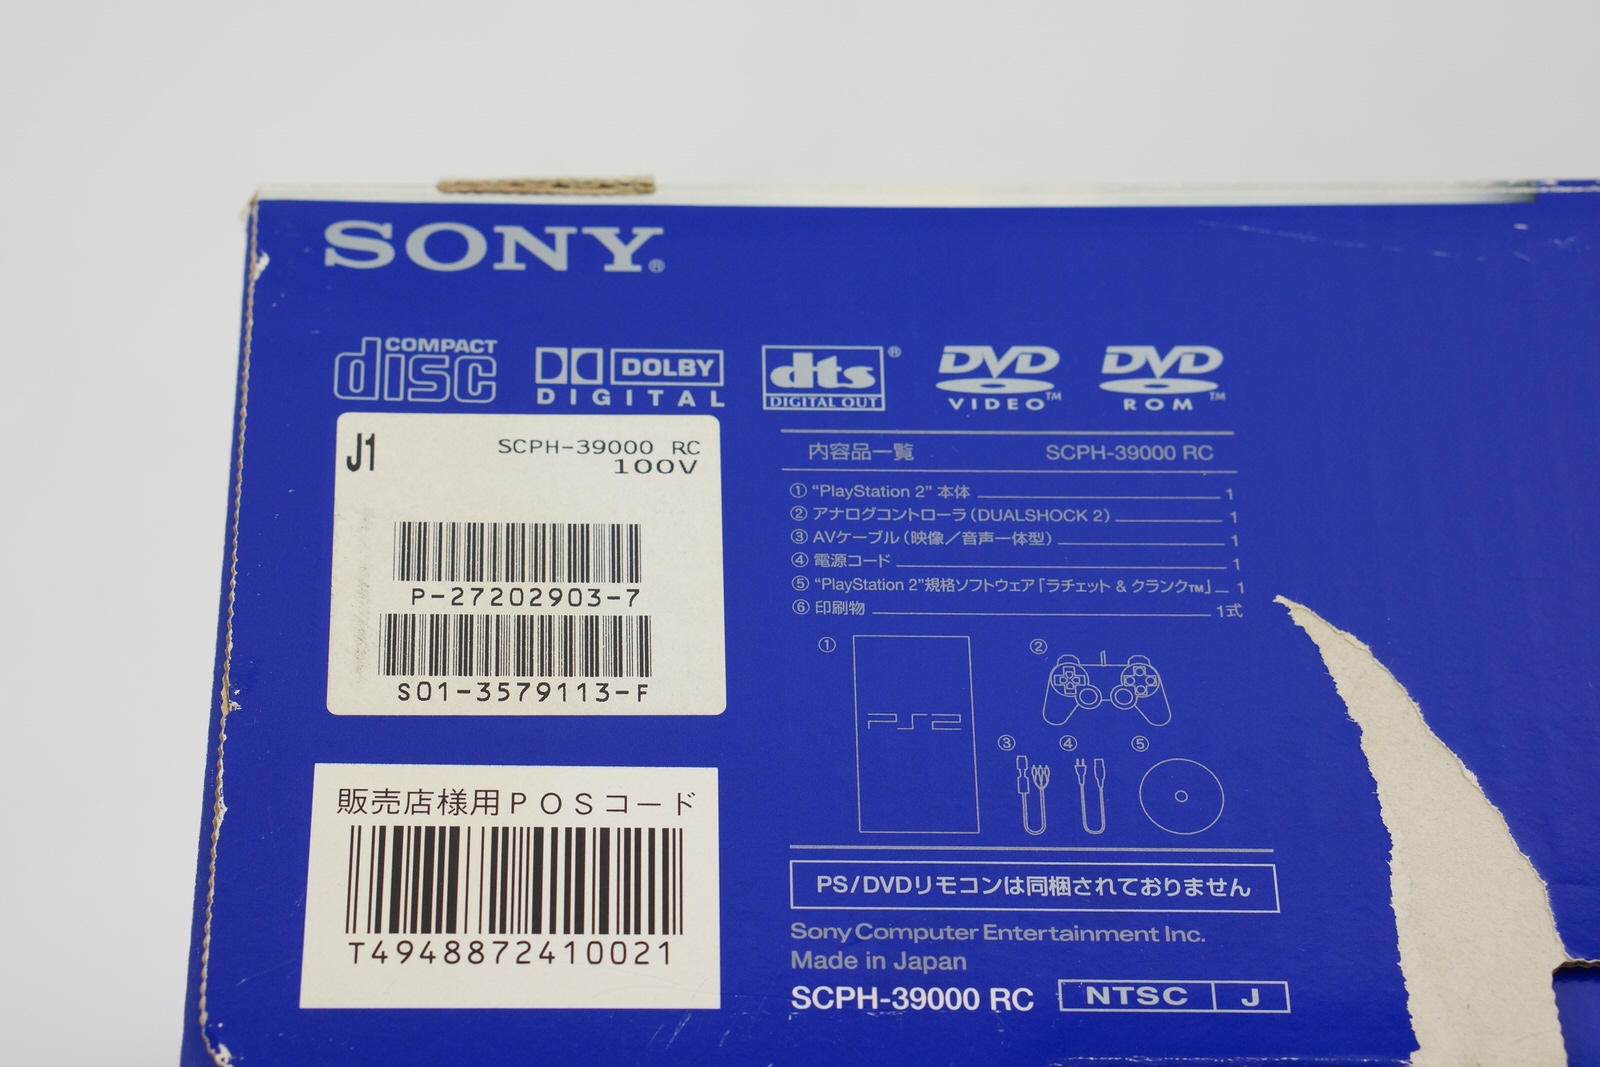 SONY®
COMPACT disc
DOLBY DIGITAL
dts® DIGITAL OUT
DVD VIDEO™
DVD ROM™
J1
SCPH-39000 RC
100V
P-27202903-7
S01-3579113-F
販売店様用POSコード
T4948872410021
内容品一覧 SCPH-39000 RC
① “PlayStation 2” 本体 1
② アナログコントローラ(DUALSHOCK 2) 1
③ AVケーブル(映像／音声一体型) 1
④ 電源コード 1
⑤ “PlayStation 2”規格ソフトウェア「ラチェット & クランク™」 1
⑥ 印刷物 1式
① ②
PS2
③ ④ ⑤
PS/DVDリモコンは同梱されておりません
Sony Computer Entertainment Inc.
Made in Japan
SCPH-39000 RC NTSC J